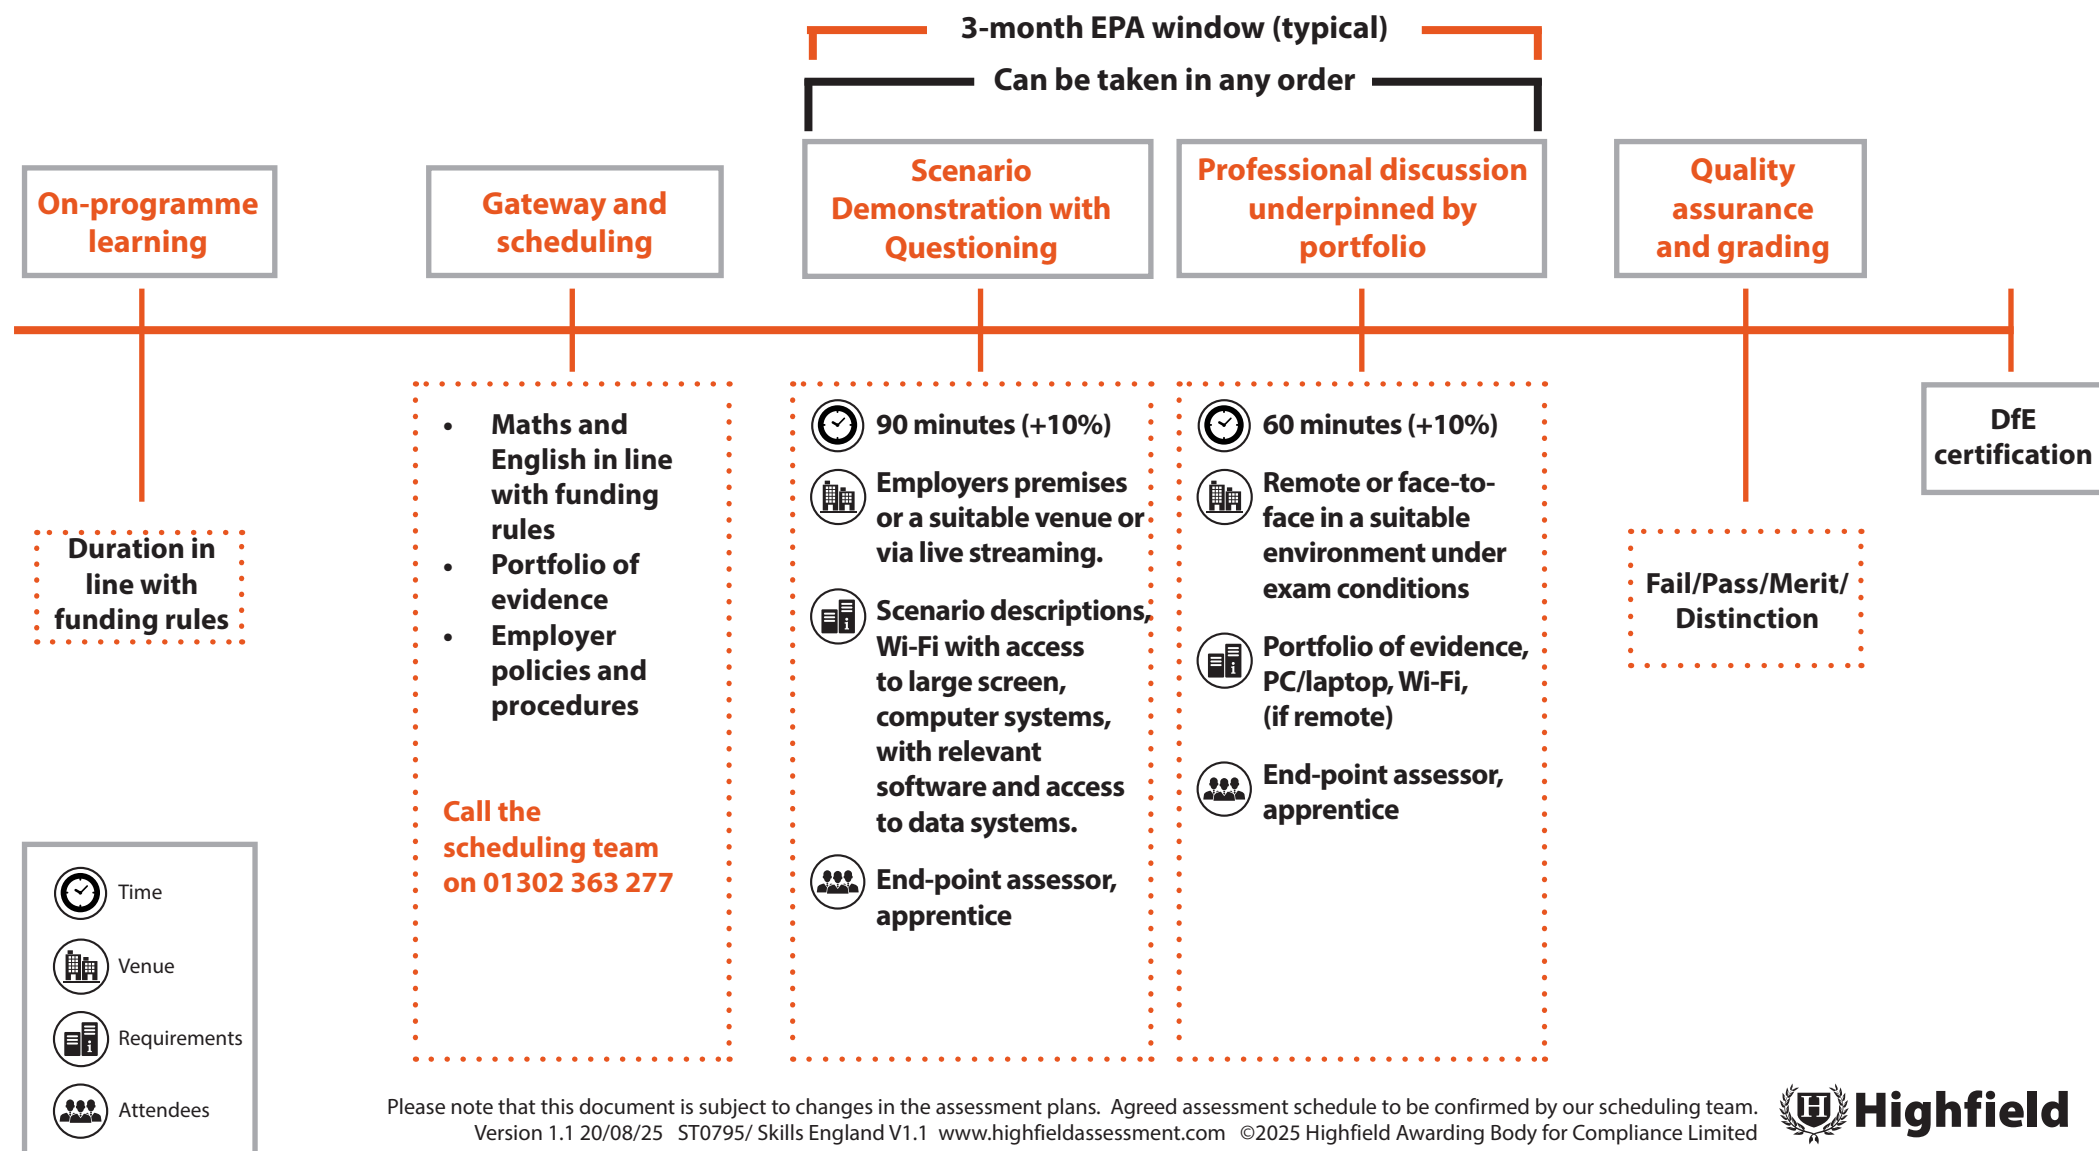 3-month EPA window (typical)
Can be taken in any order
On-programme
learning
Gateway and
scheduling
Scenario
Demonstration with
Questioning
Professional discussion
underpinned by
portfolio
Quality
assurance
and grading
Duration in
line with
funding rules
• Maths and
English in line
with funding
rules
• Portfolio of
evidence
• Employer
policies and
procedures
Call the
scheduling team
on 01302 363 277
90 minutes (+10%)
Employers premises
or a suitable venue or
via live streaming.
Scenario descriptions,
Wi-Fi with access
to large screen,
computer systems,
with relevant
software and access
to data systems.
End-point assessor,
apprentice
60 minutes (+10%)
Remote or face-to-
face in a suitable
environment under
exam conditions
Portfolio of evidence,
PC/laptop, Wi-Fi,
(if remote)
End-point assessor,
apprentice
Fail/Pass/Merit/
Distinction
DfE
certification
Time
Venue
Requirements
Attendees
Please note that this document is subject to changes in the assessment plans. Agreed assessment schedule to be confirmed by our scheduling team.
Version 1.1 20/08/25 ST0795/ Skills England V1.1 www.highfieldassessment.com ©2025 Highfield Awarding Body for Compliance Limited
H Highfield